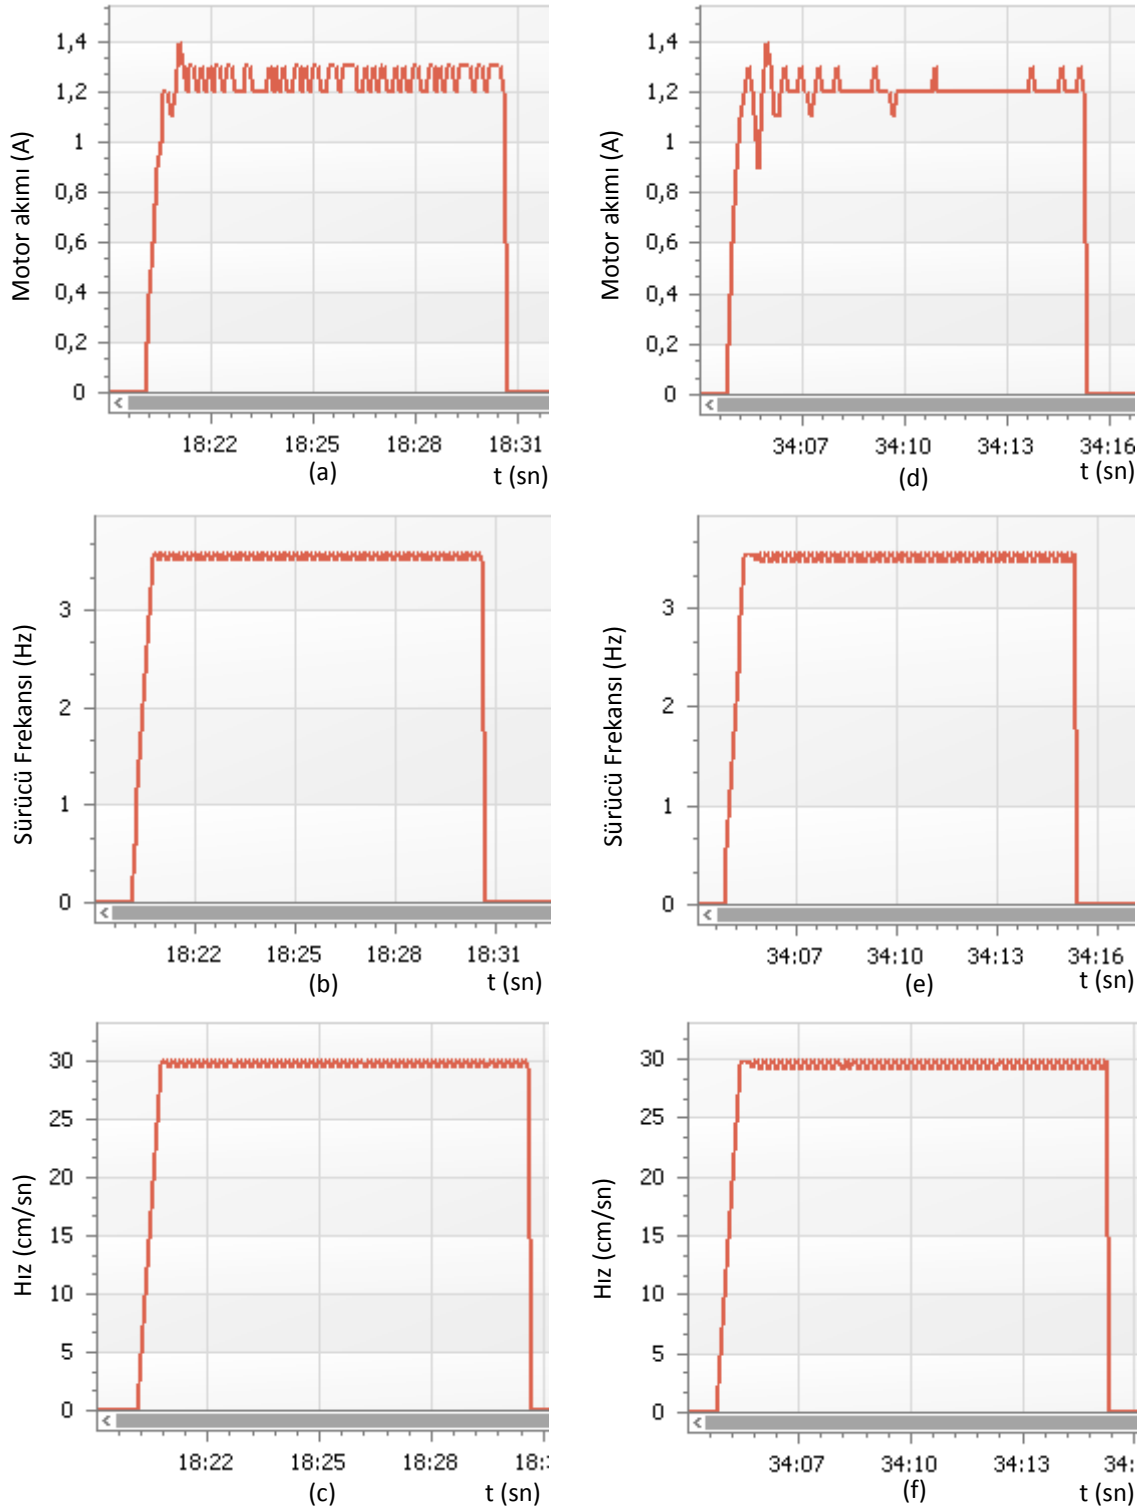 Motor akımı (A)
1,4
1,2
1
0,8
0,6
0,4
0,2
0
<
18:22 18:25 18:28 18:31
(a) t (sn)
Motor akımı (A)
1,4
1,2
1
0,8
0,6
0,4
0,2
0
<
34:07 34:10 34:13 34:16
(d) t (sn)
Sürücü Frekansı (Hz)
3
2
1
0
<
18:22 18:25 18:28 18:31
(b) t (sn)
Sürücü Frekansı (Hz)
3
2
1
0
<
34:07 34:10 34:13 34:16
(e) t (sn)
Hız (cm/sn)
30
25
20
15
10
5
0
<
18:22 18:25 18:28 18:
(c) t (sn)
Hız (cm/sn)
30
25
20
15
10
5
0
<
34:07 34:10 34:13 34:
(f) t (sn)